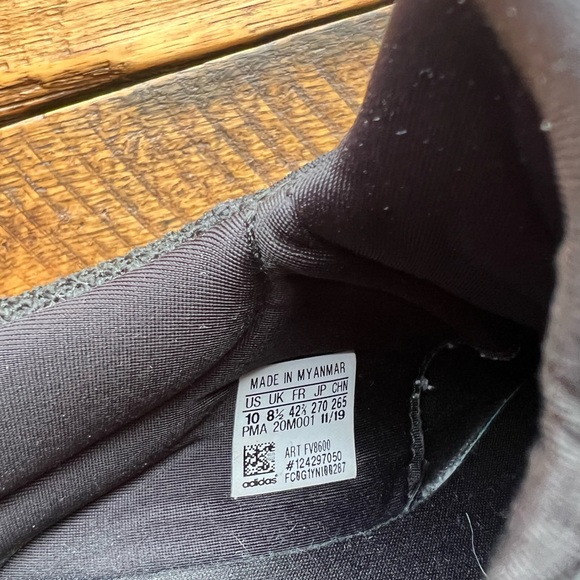 MADE IN MYANMAR
US UK FR JP CHN
10 8½ 42⅔ 270 265
PMA 20M001 11/19
ART FV8600
#124297050
FC0G1YN100287
adidas